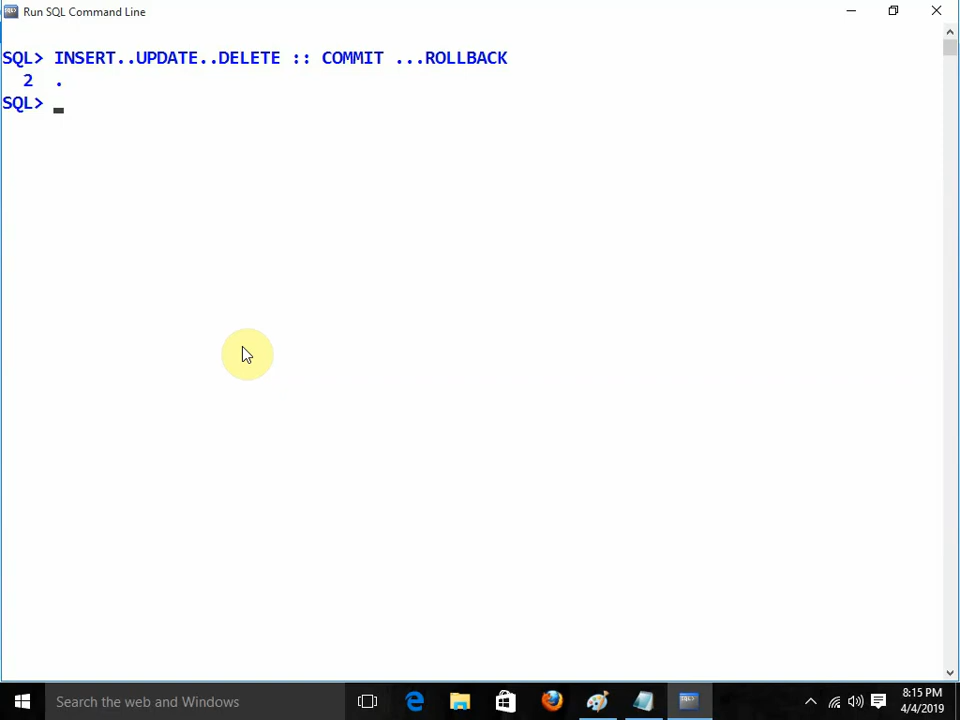 Run SQL Command Line
SQL> INSERT..UPDATE..DELETE :: COMMIT ...ROLLBACK
2 .
SQL>
Search the web and Windows
8:15 PM
4/4/2019